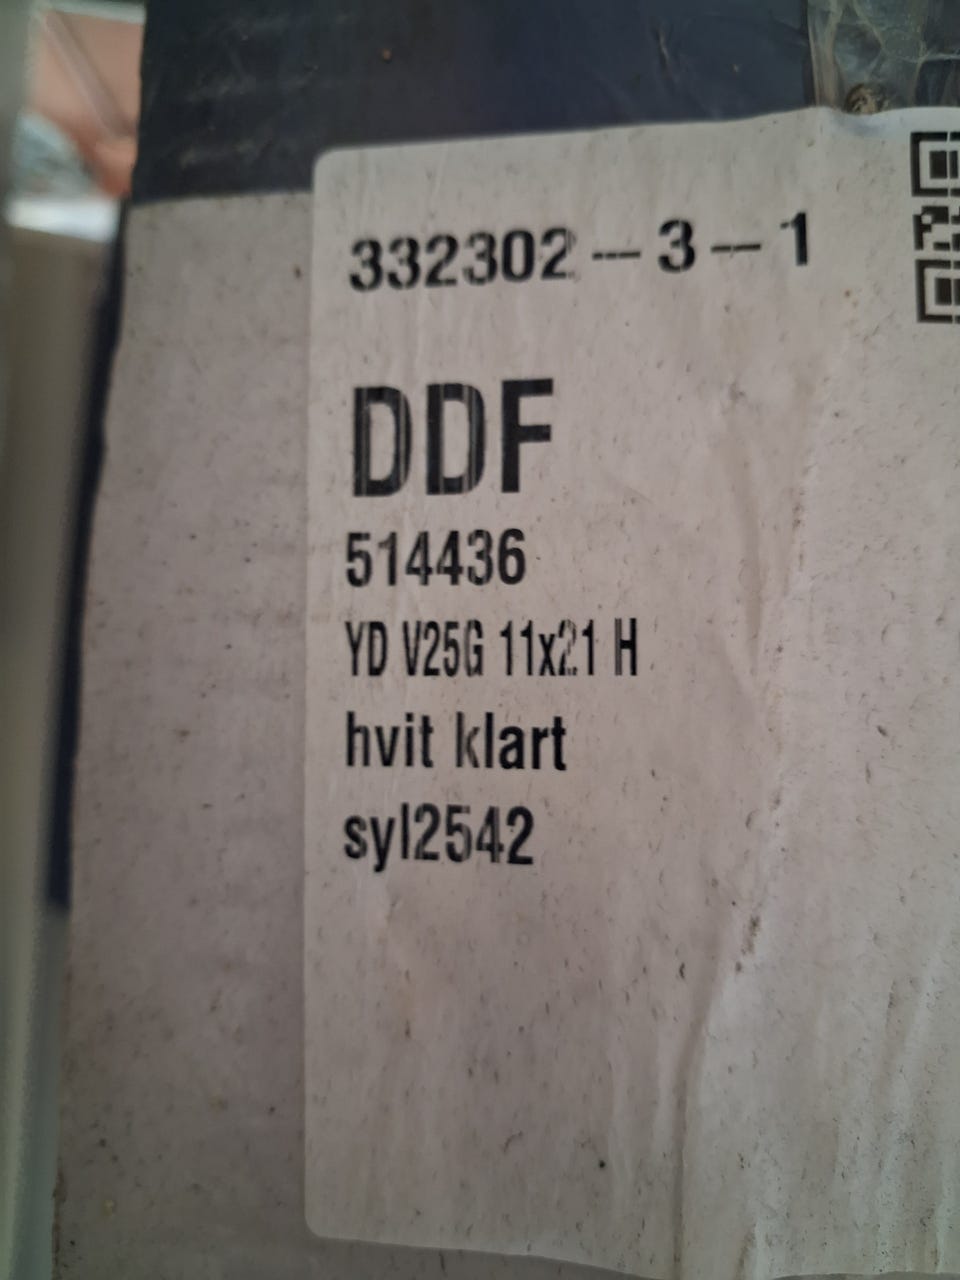 332302 -- 3 -- 1
DDF
514436
YD V25G 11x21 H
hvit klart
syl2542